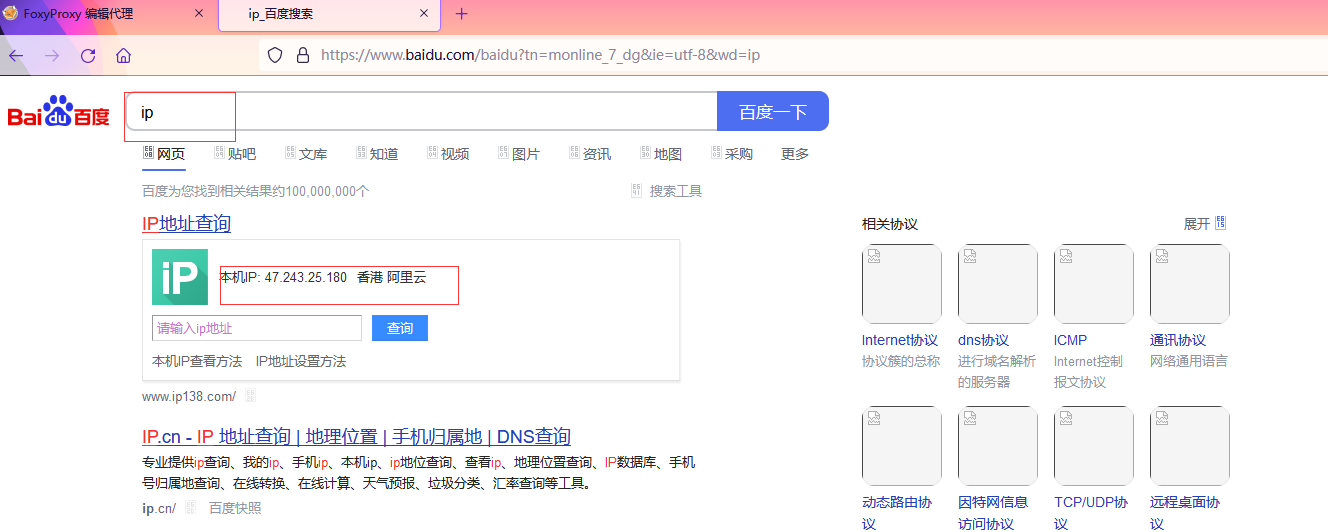 FoxyProxy 编辑代理
ip_百度搜索
https://www.baidu.com/baidu?tn=monline_7_dg&ie=utf-8&wd=ip
Bai du 百度
ip
百度一下
网页 贴吧 文库 知道 视频 图片 资讯 地图 采购 更多
百度为您找到相关结果约100,000,000个
搜索工具
IP地址查询
iP
本机IP: 47.243.25.180 香港 阿里云
请输入ip地址
查询
本机IP查看方法 IP地址设置方法
www.ip138.com/
IP.cn - IP 地址查询 | 地理位置 | 手机归属地 | DNS查询
专业提供ip查询、我的ip、手机ip、本机ip、ip地位查询、查看ip、地理位置查询、IP数据库、手机
号归属地查询、在线转换、在线计算、天气预报、垃圾分类、汇率查询等工具。
ip.cn/ 百度快照
相关协议
展开
Internet协议
协议簇的总称
dns协议
进行域名解析
的服务器
ICMP
Internet控制
报文协议
通讯协议
网络通用语言
动态路由协
议
因特网信息
访问协议
TCP/UDP协
议
远程桌面协
议